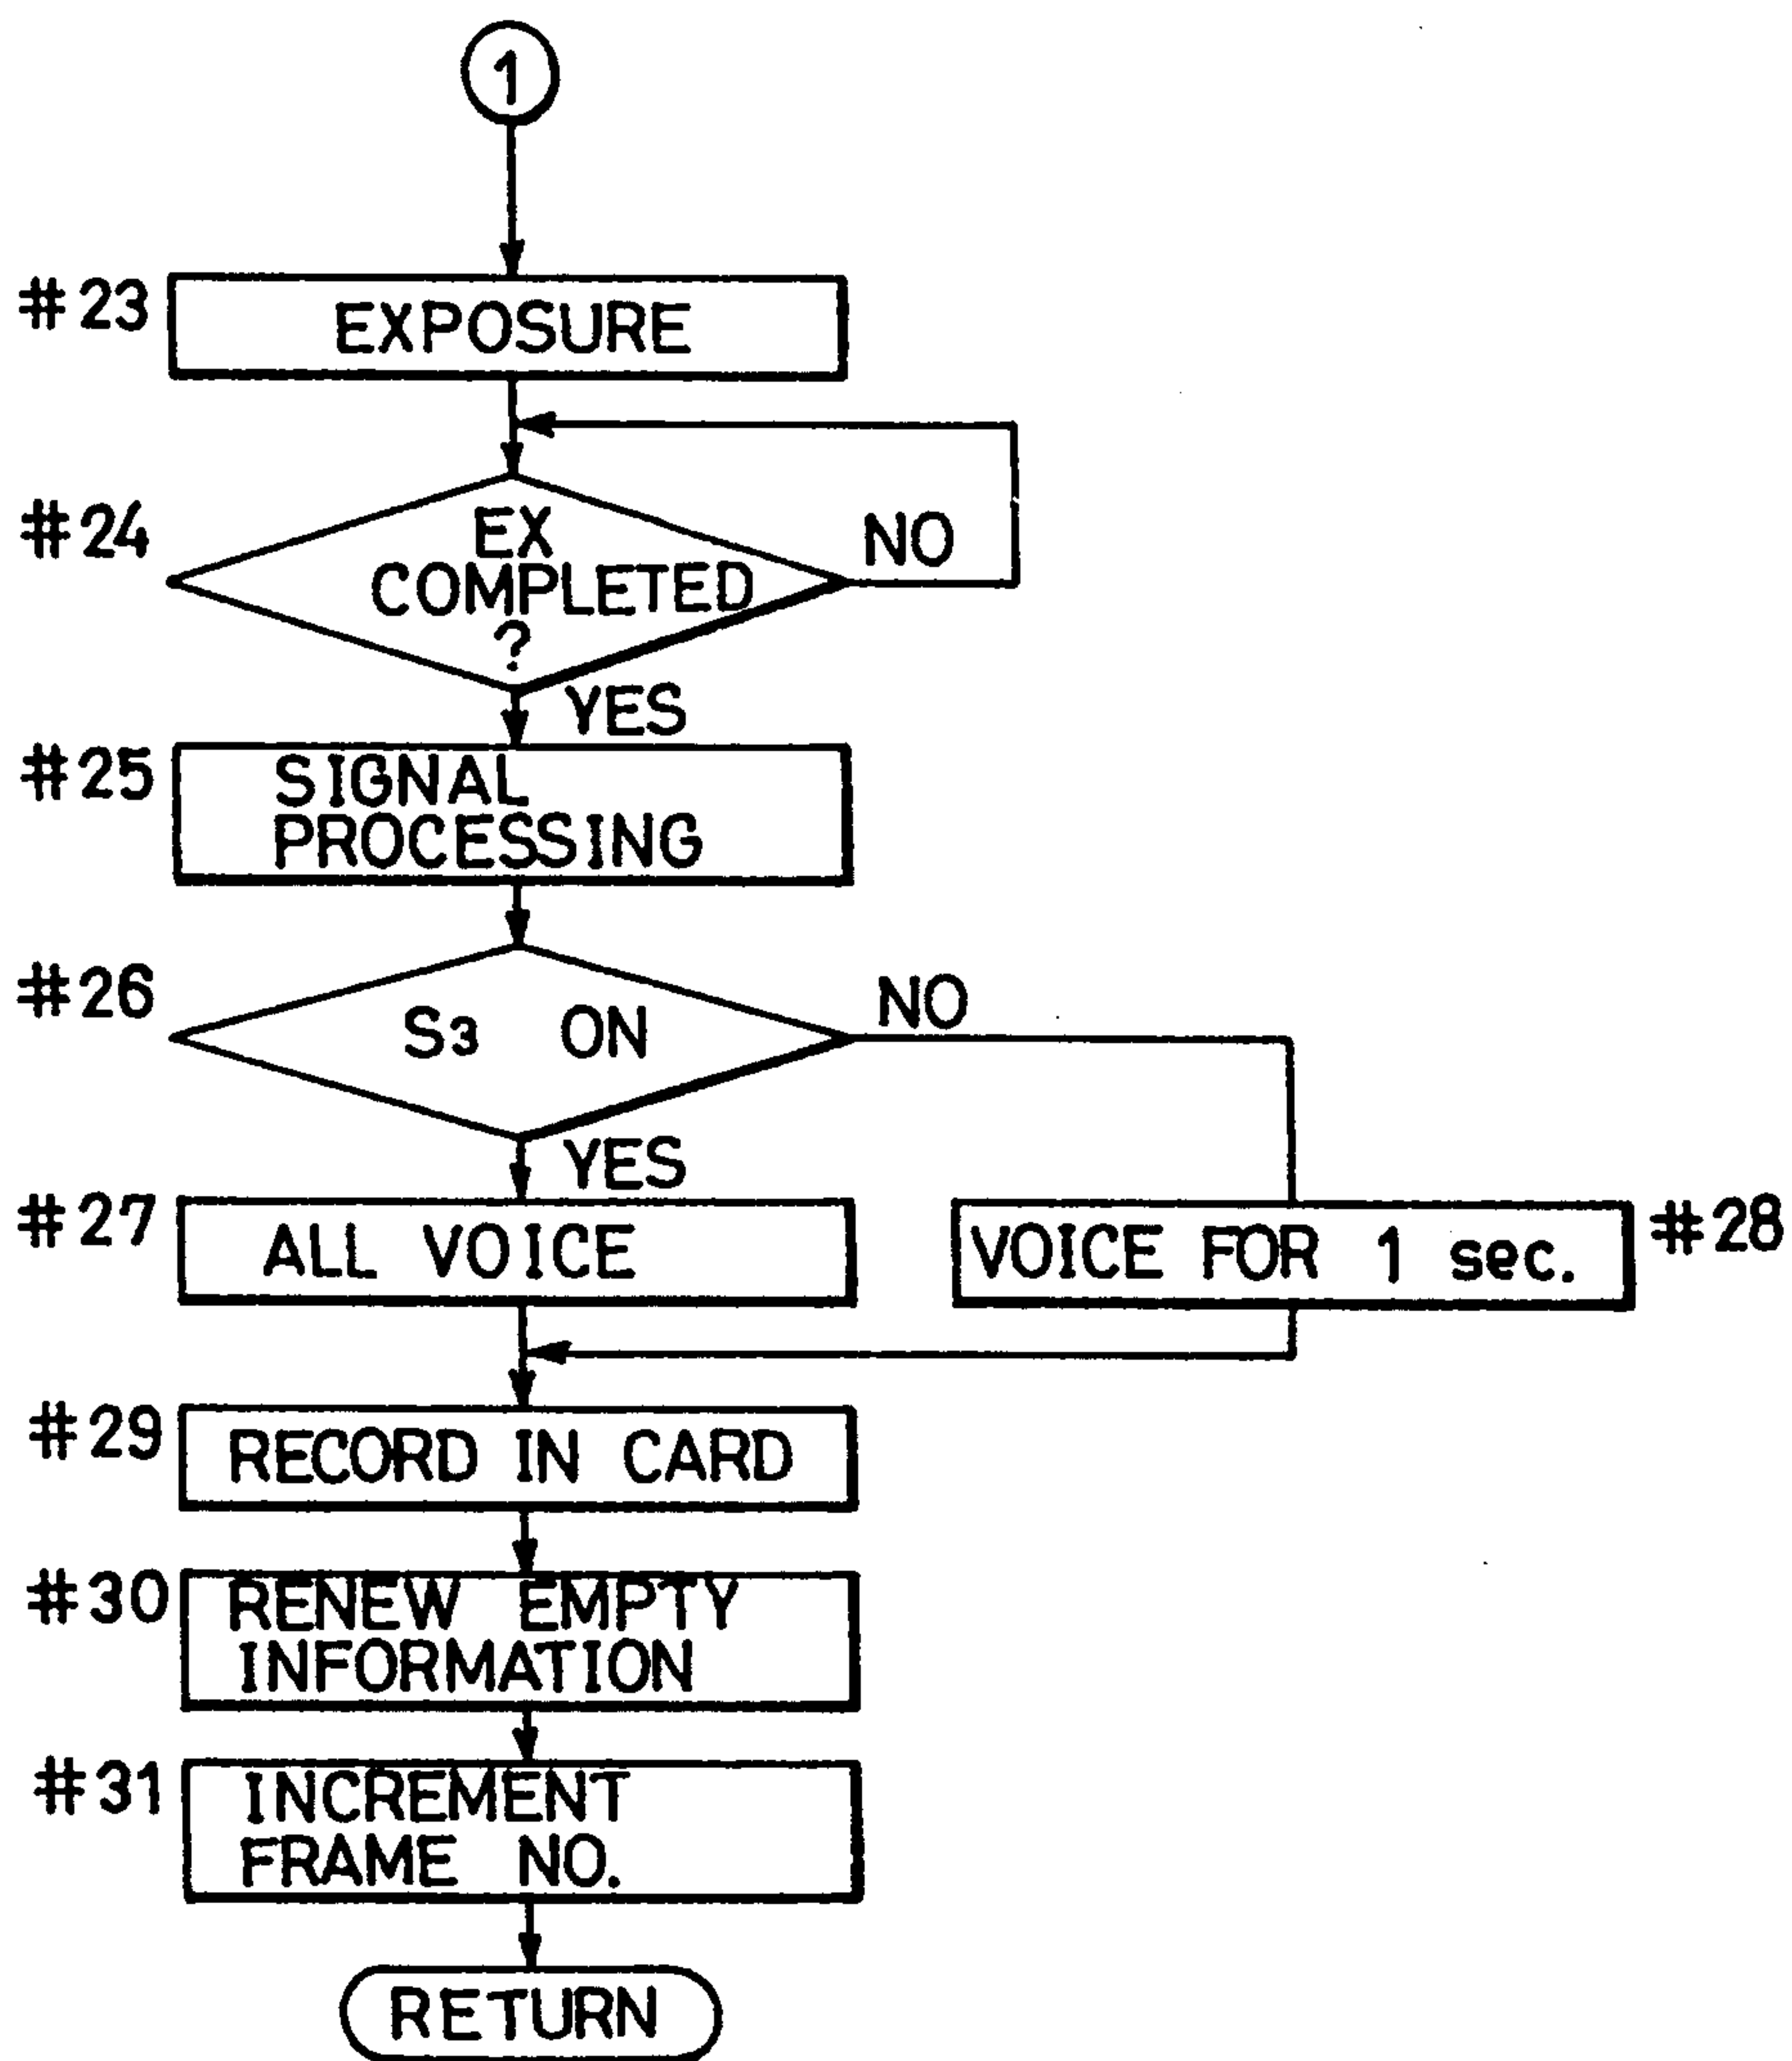 1
#23
EXPOSURE
#24
EX
COMPLETED
?
NO
YES
#25
SIGNAL
PROCESSING
#26
S3 ON
NO
YES
#27
ALL VOICE
VOICE FOR 1 sec.
#28
#29
RECORD IN CARD
#30
RENEW EMPTY
INFORMATION
#31
INCREMENT
FRAME NO.
RETURN